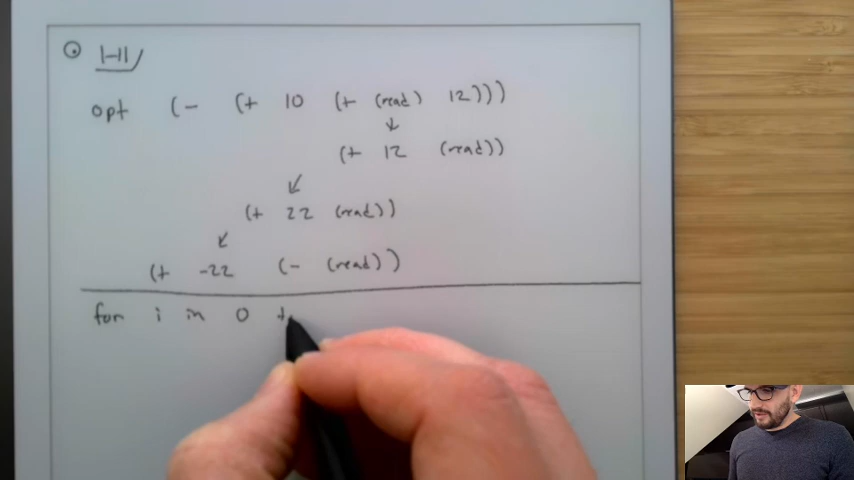 1-11/
opt (- (+ 10 (+ (read) 12)))
(+ 12 (read))
(+ 22 (read))
(+ -22 (- (read)))
for i in 0 t